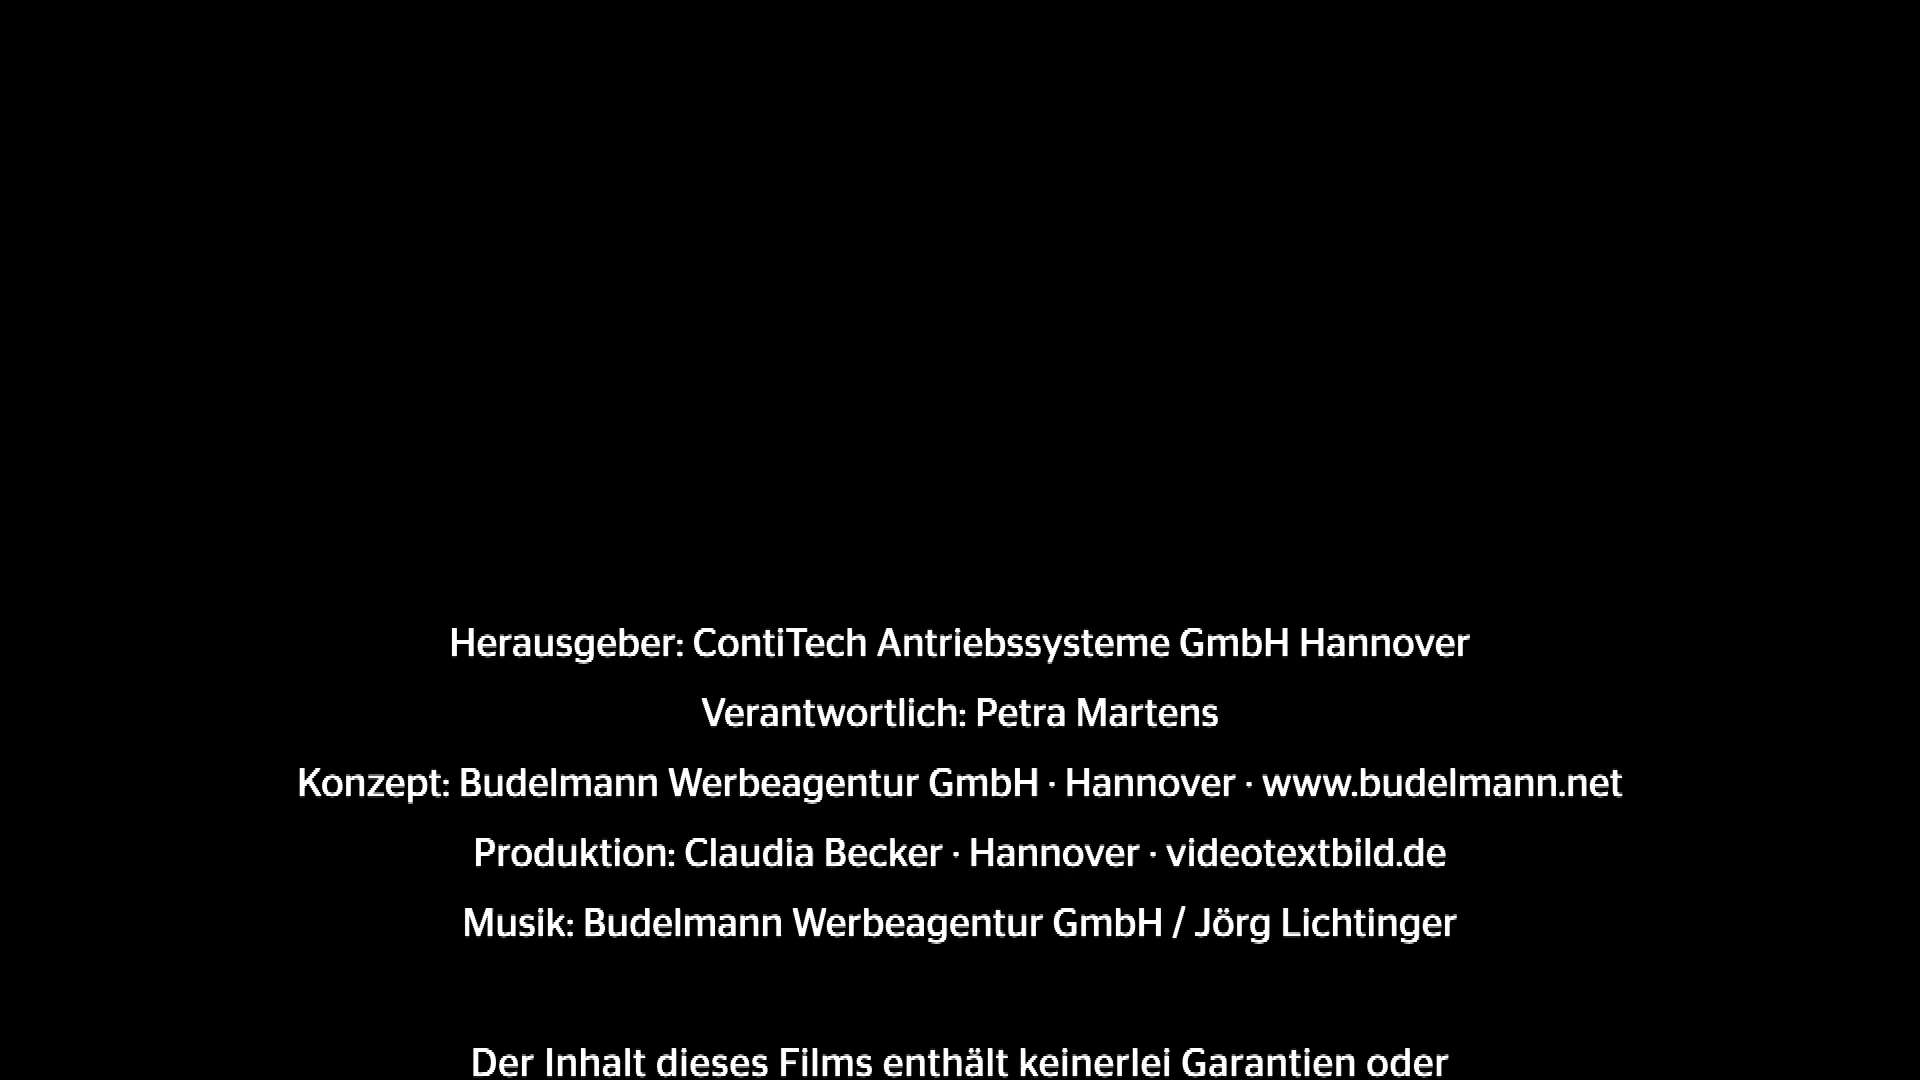 Herausgeber: ContiTech Antriebssysteme GmbH Hannover
Verantwortlich: Petra Martens
Konzept: Budelmann Werbeagentur GmbH · Hannover · www.budelmann.net
Produktion: Claudia Becker · Hannover · videotextbild.de
Musik: Budelmann Werbeagentur GmbH / Jörg Lichtinger
Der Inhalt dieses Films enthält keinerlei Garantien oder